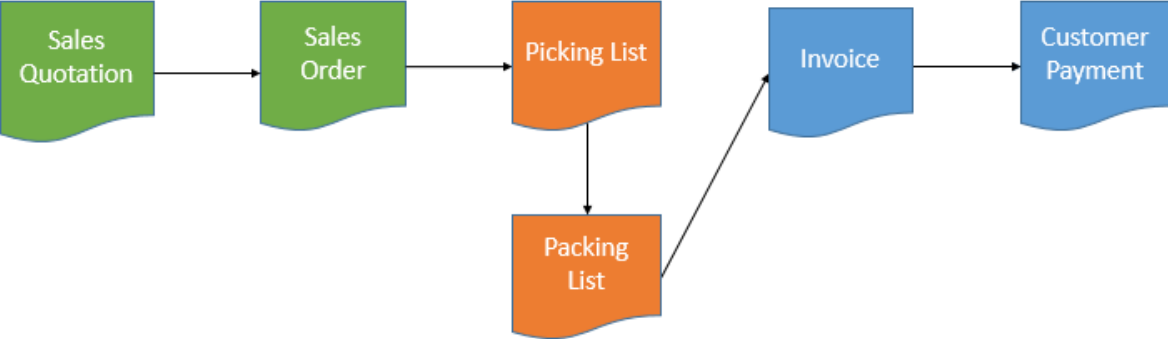 Sales
Quotation
Sales
Order
Picking List
Packing
List
Invoice
Customer
Payment